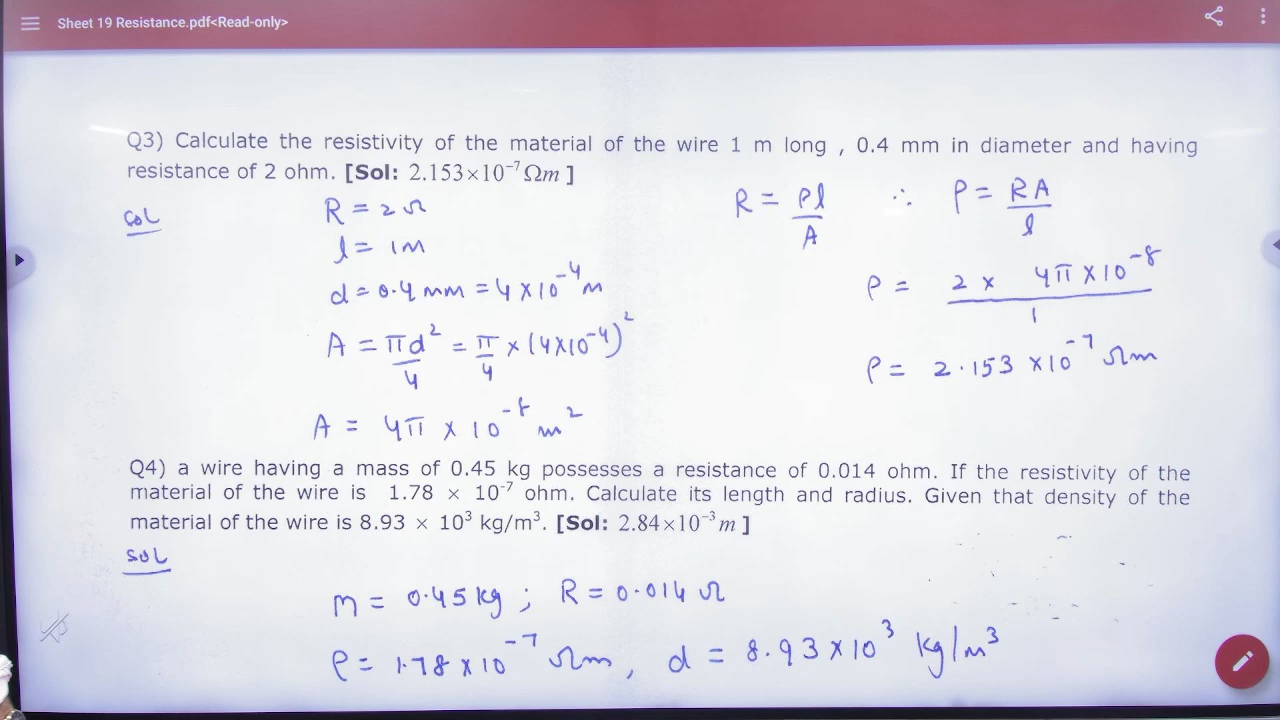 Sheet 19 Resistance.pdf<Read-only>
Q3) Calculate the resistivity of the material of the wire 1 m long , 0.4 mm in diameter and having
resistance of 2 ohm. [Sol: 2.153×10⁻⁷Ωm ]
Sol
R = 2Ω
l = 1m
d = 0.4 mm = 4×10⁻⁴ m
A = πd²/4 = π/4 × (4×10⁻⁴)²
A = 4π × 10⁻⁸ m²
R = ρl/A ∴ ρ = RA/l
ρ = 2 × 4π×10⁻⁸/1
ρ = 2.153 ×10⁻⁷ Ωm
Q4) a wire having a mass of 0.45 kg possesses a resistance of 0.014 ohm. If the resistivity of the
material of the wire is 1.78 × 10⁻⁷ ohm. Calculate its length and radius. Given that density of the
material of the wire is 8.93 × 10³ kg/m³. [Sol: 2.84×10⁻³m ]
SOL
m = 0.45kg ; R = 0.014 Ω
ρ = 1.78 × 10⁻⁷ Ωm, d = 8.93×10³ kg/m³